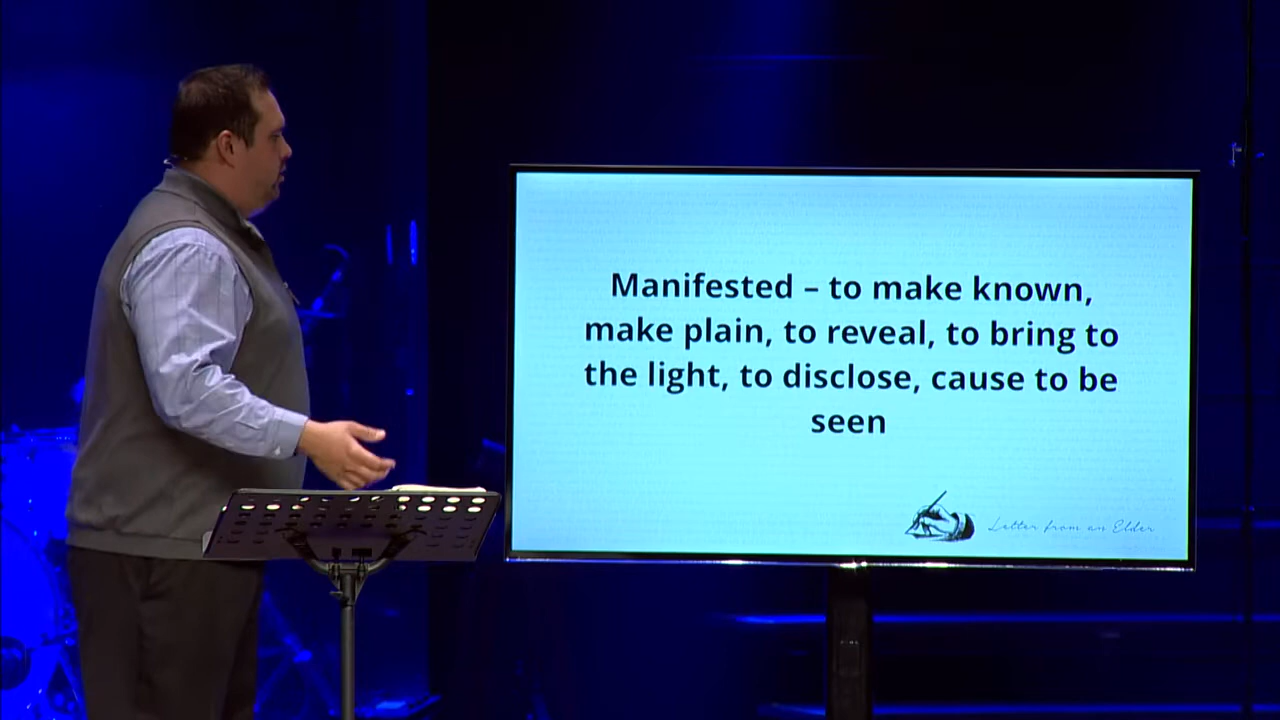 Manifested – to make known,
make plain, to reveal, to bring to
the light, to disclose, cause to be
seen
Letter from an Elder